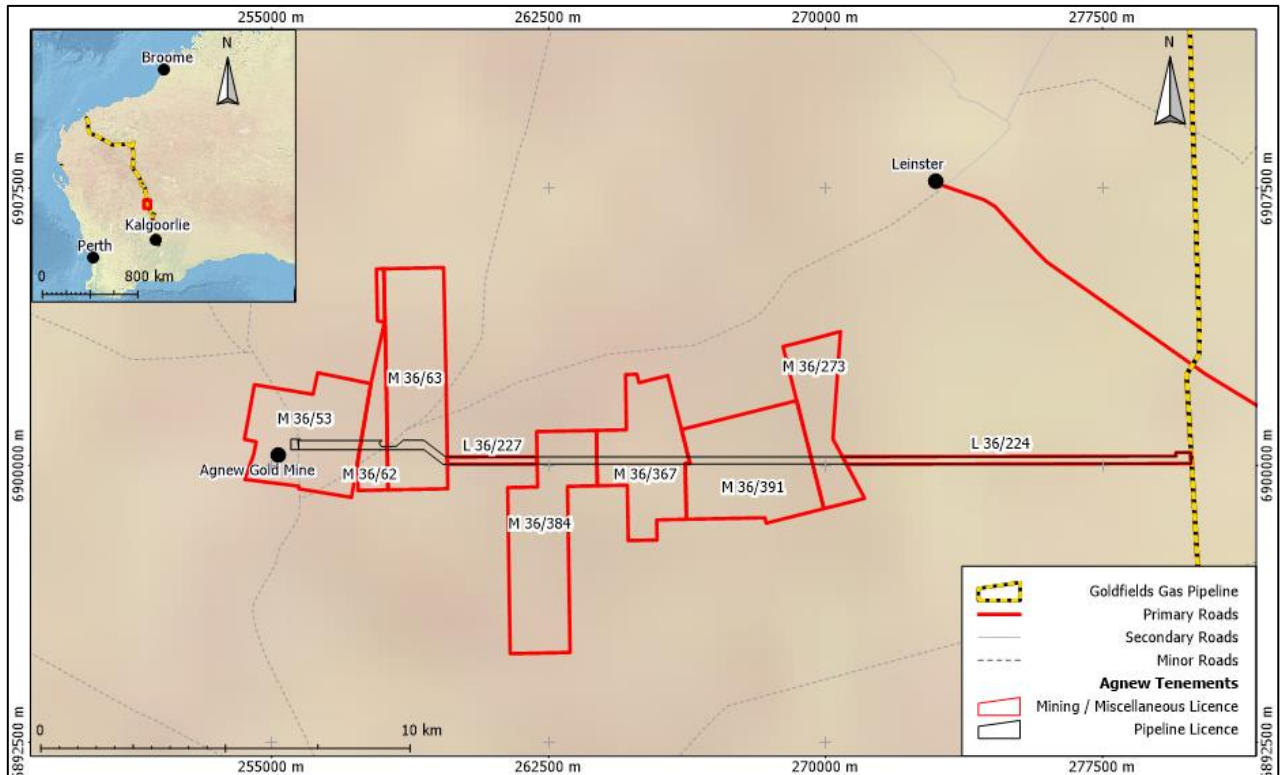 255000 m
262500 m
270000 m
277500 m
N
Broome
Kalgoorlie
Perth
0
800 km
N
Leinster
6907500 m
6907500 m
M 36/273
M 36/63
M 36/53
L 36/227
L 36/224
Agnew Gold Mine
M 36/62
M 36/367
M 36/391
6900000 m
6900000 m
M 36/384
Goldfields Gas Pipeline
Primary Roads
Secondary Roads
Minor Roads
Agnew Tenements
Mining / Miscellaneous Licence
Pipeline Licence
0
10 km
6892500 m
6892500 m
255000 m
262500 m
270000 m
277500 m